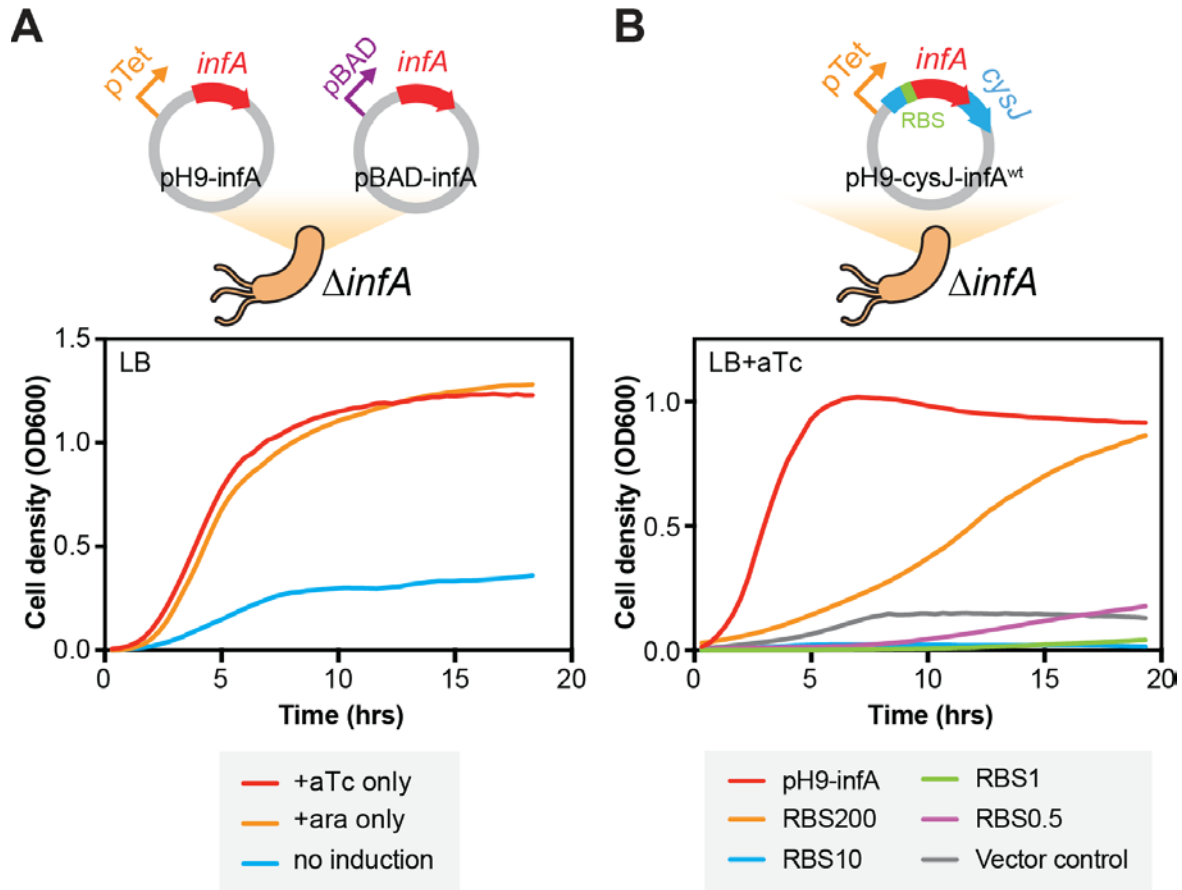 A
pTet
infA
pBAD
infA
pH9-infA
pBAD-infA
ΔinfA
LB
1.5
1.0
0.5
0.0
Cell density (OD600)
0
5
10
15
20
Time (hrs)
+aTc only
+ara only
no induction
B
pTet
infA
cysJ
RBS
pH9-cysJ-infAwt
ΔinfA
LB+aTc
1.0
0.5
0.0
Cell density (OD600)
0
5
10
15
20
Time (hrs)
pH9-infA
RBS1
RBS200
RBS0.5
RBS10
Vector control